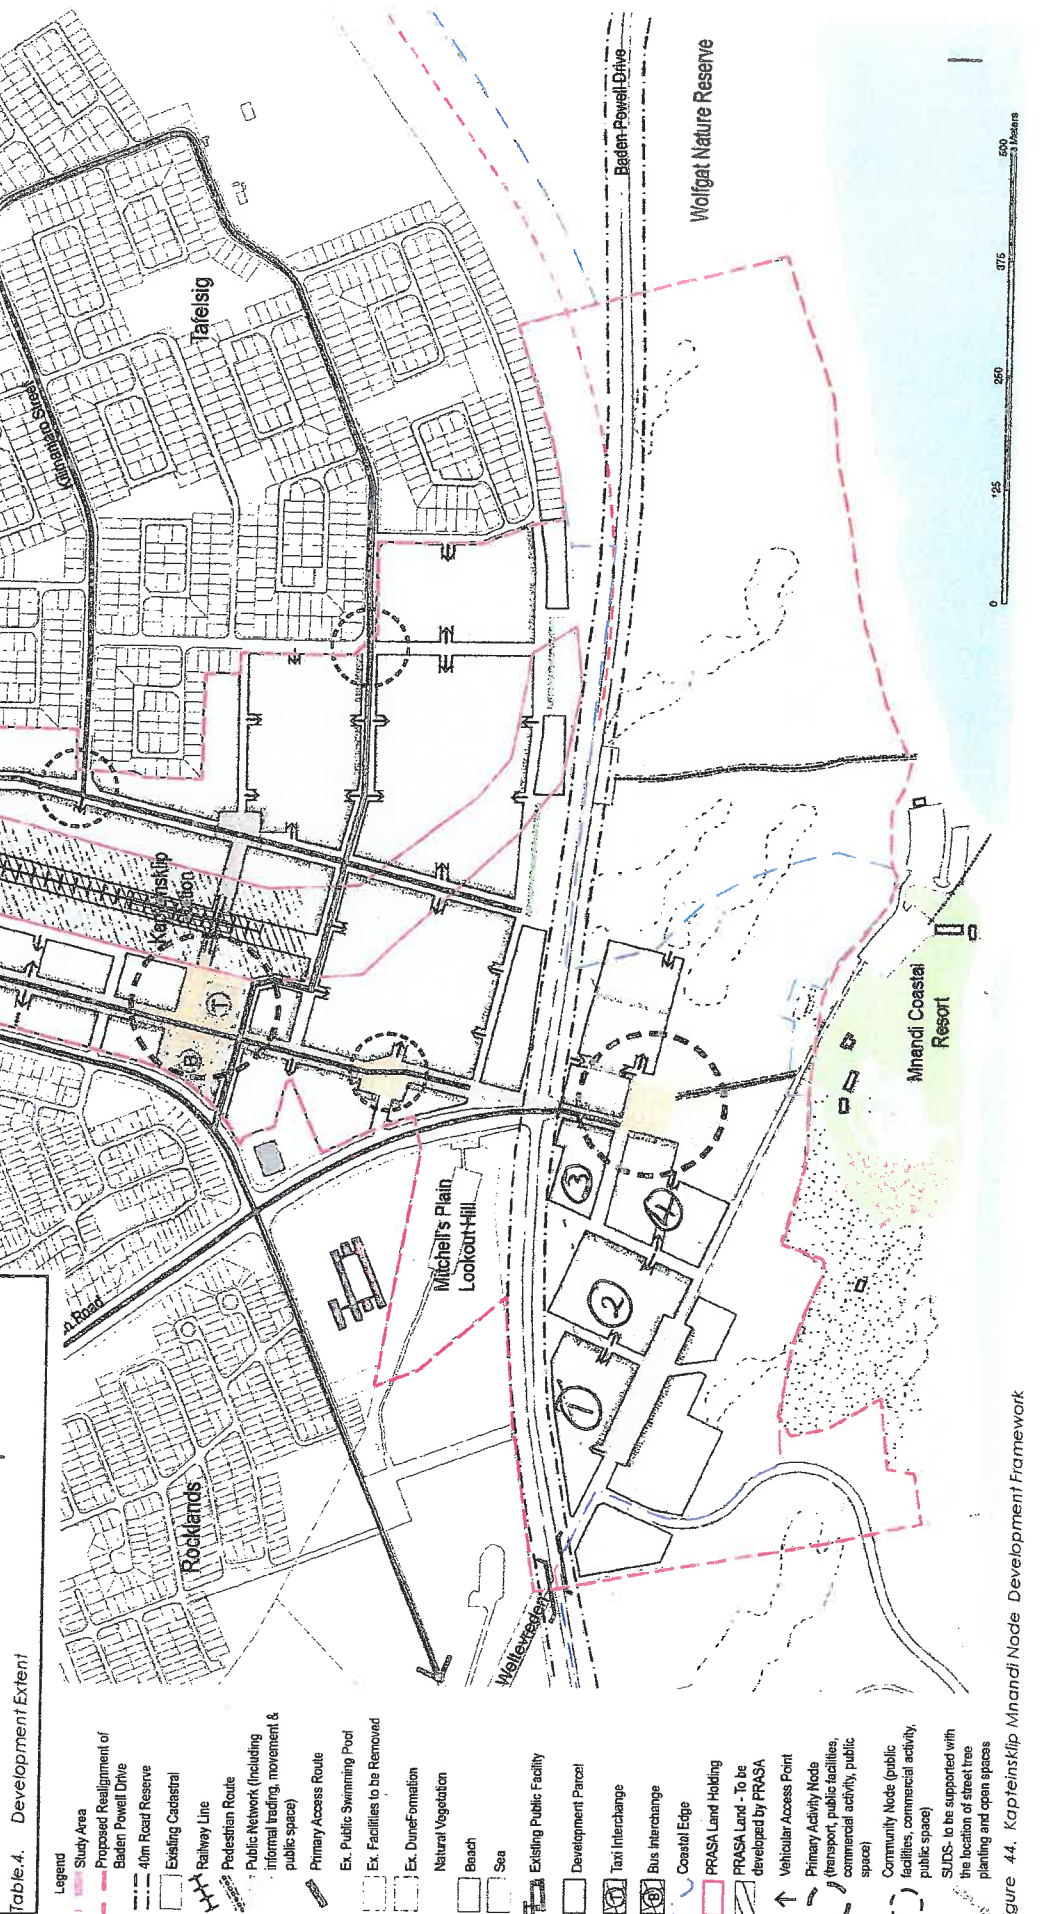 Table.4. Development Extent
Legend
Study Area
Proposed Realignment of
Baden Powell Drive
40m Road Reserve
Existing Cadastral
Railway Line
Pedestrian Route
Public Network (Including
informal trading, movement &
public space)
Primary Access Route
Ex. Public Swimming Pool
Ex. Facilities to be Removed
Ex. DuneFormation
Natural Vegetation
Beach
Sea
Existing Public Facility
Development Parcel
T Taxi Interchange
B Bus Interchange
Coastal Edge
PRASA Land Holding
PRASA Land - To be
developed by PRASA
Vehicular Access Point
Primary Activity Node
(transport, public facilities,
commercial activity, public
space)
Community Node (public
facilities, commercial activity,
public space)
SUDS- to be supported with
the location of street tree
planting and open spaces
Rocklands
Road
Weltevreden
Mitchell's Plain
Lookout Hill
B
T
Kilimanjaro Street
Tafelsig
Baden Powell Drive
Wolfgat Nature Reserve
1
2
3
4
Mnandi Coastal
Resort
0 125 250 375 500
Meters
gure 44. Kapteinsklip Mnandi Node Development Framework